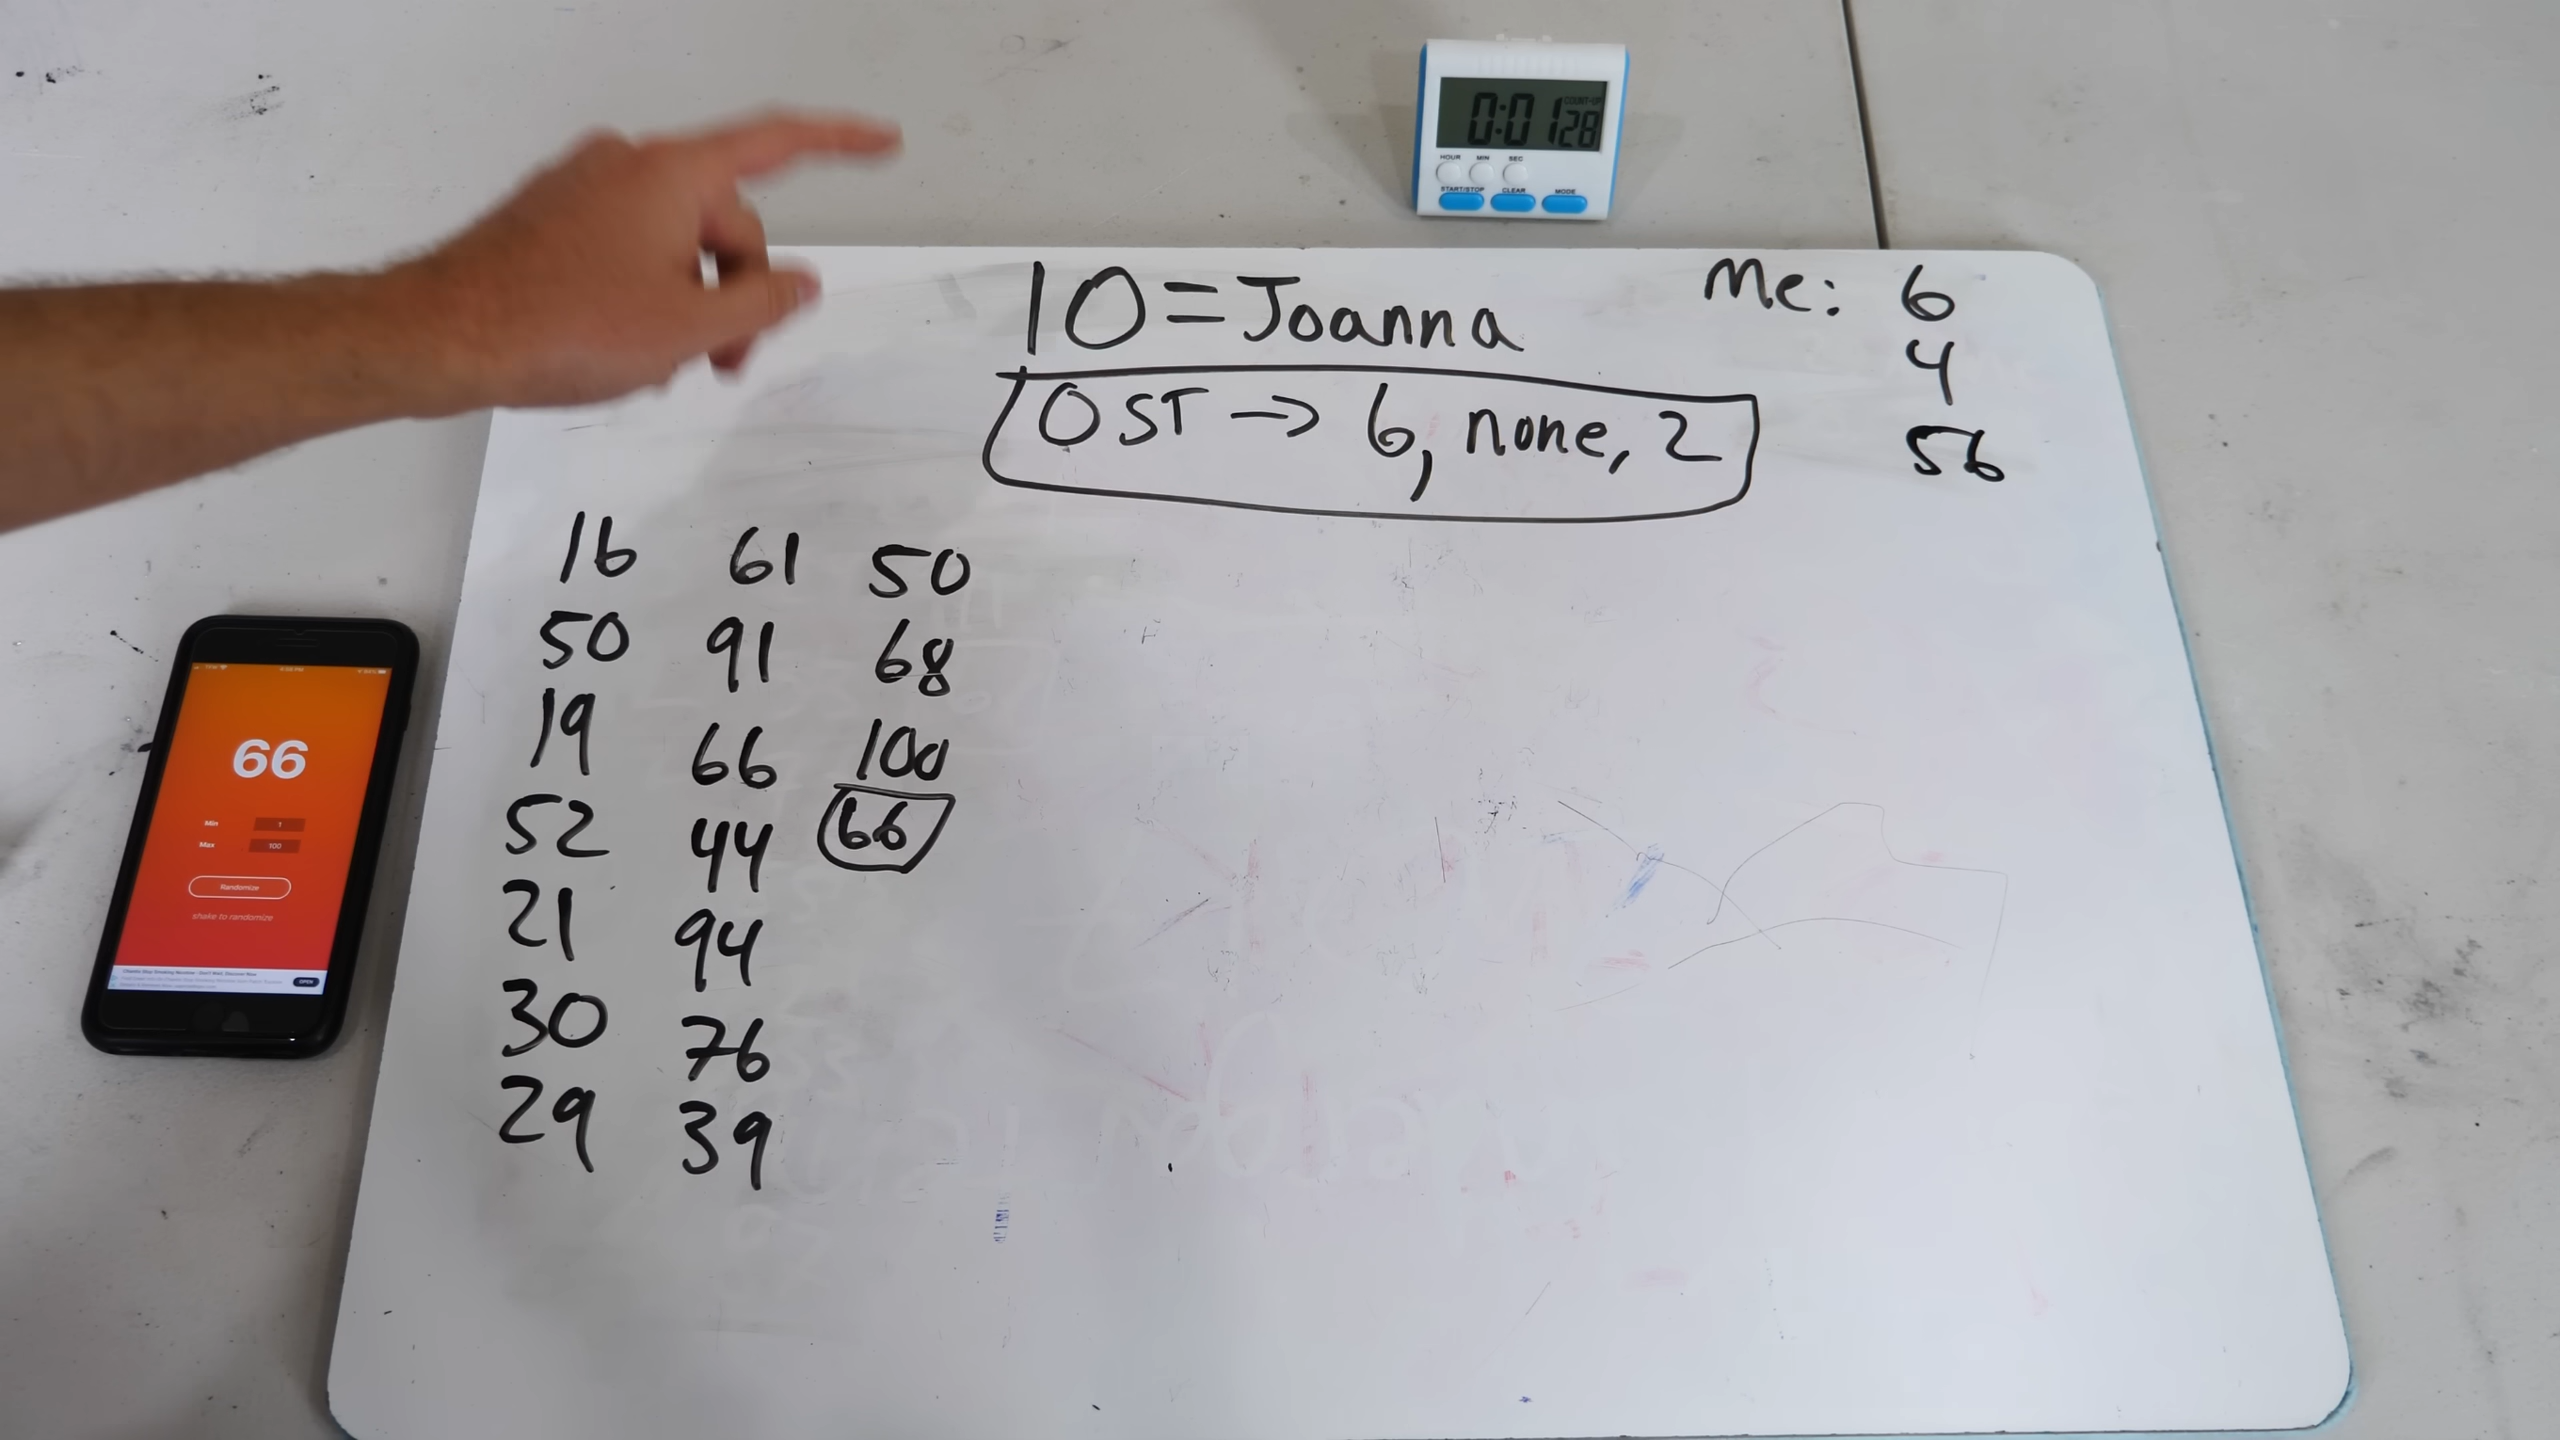 COUNT-UP
0:01 28
HOUR MIN SEC
START/STOP CLEAR MODE
10=Joanna
OST → 6, none, 2
Me: 6
4
56
16 61 50
50 91 68
19 66 100
52 44 66
21 94
30 76
29 39
66
Min 1
Max 100
Randomize
shake to randomize
OPEN